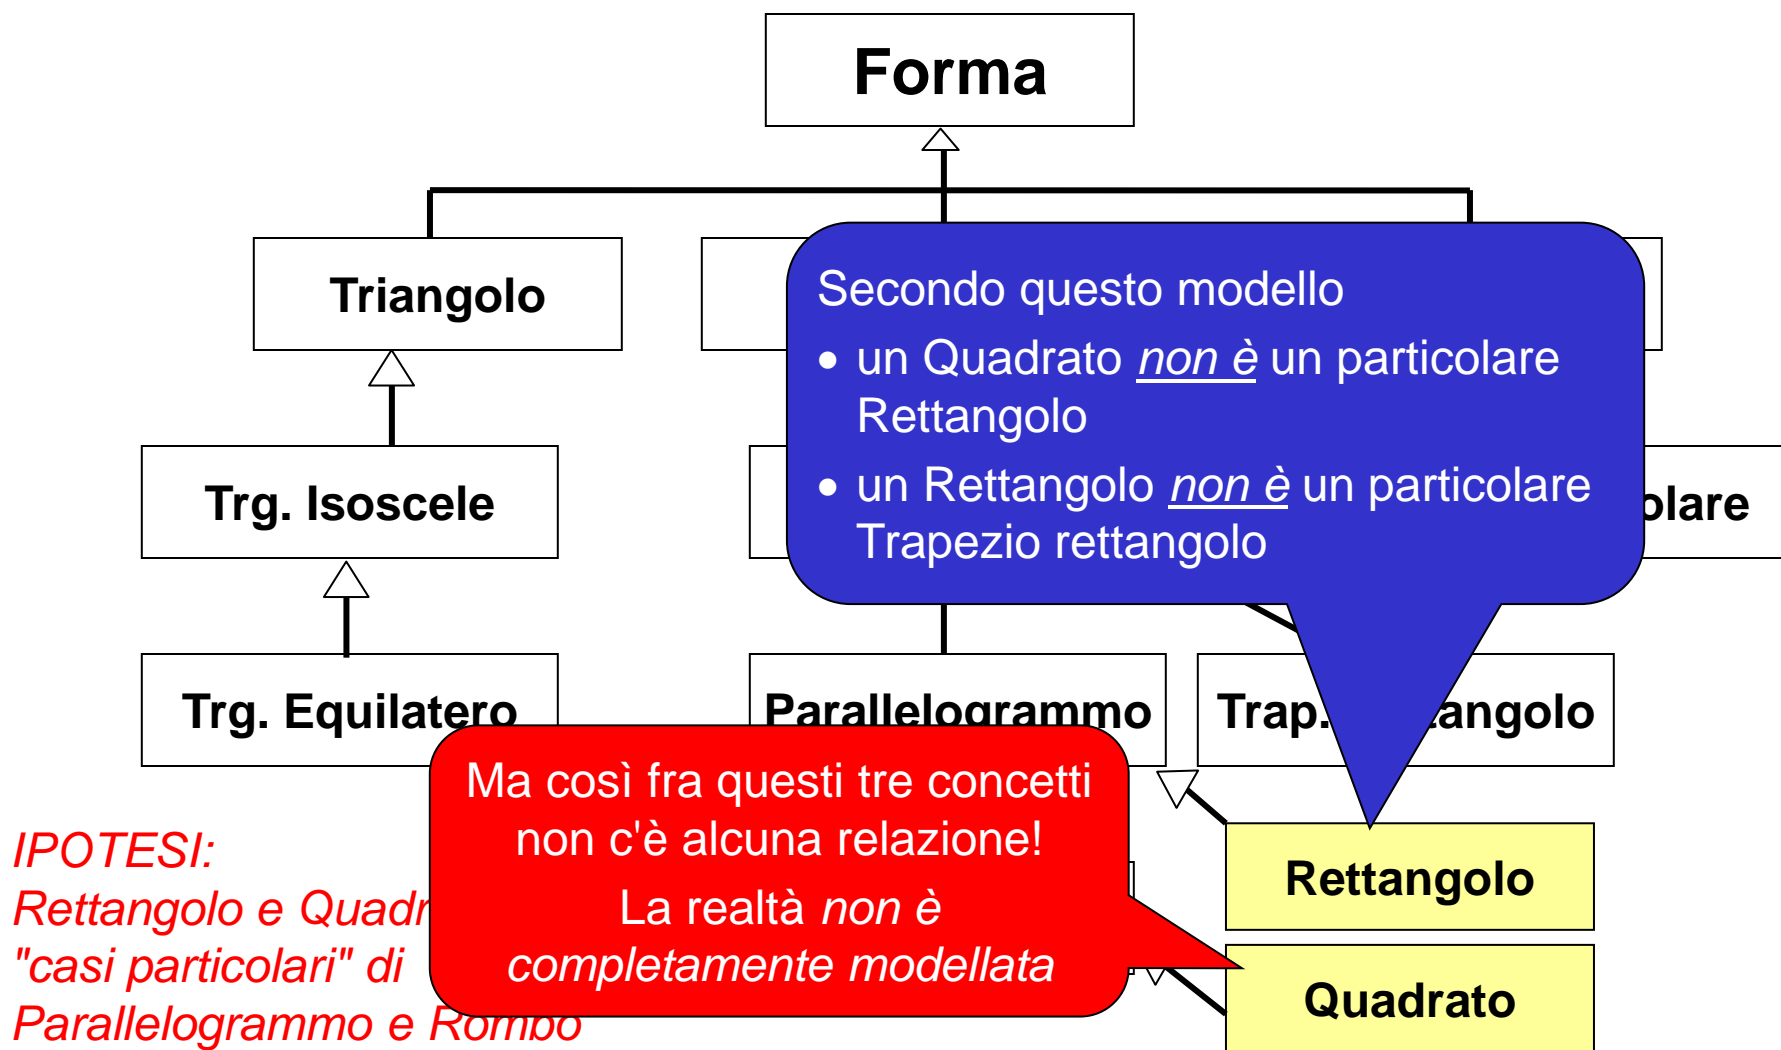 Forma
Triangolo
Secondo questo modello
• un Quadrato non è un particolare
Rettangolo
• un Rettangolo non è un particolare
Trapezio rettangolo
Trg. Isoscele
olare
Trg. Equilatero
Parallelogrammo
Trap. tangolo
Ma così fra questi tre concetti
non c'è alcuna relazione!
La realtà non è
completamente modellata
IPOTESI:
Rettangolo e Quadr
"casi particolari" di
Parallelogrammo e Rombo
Rettangolo
Quadrato